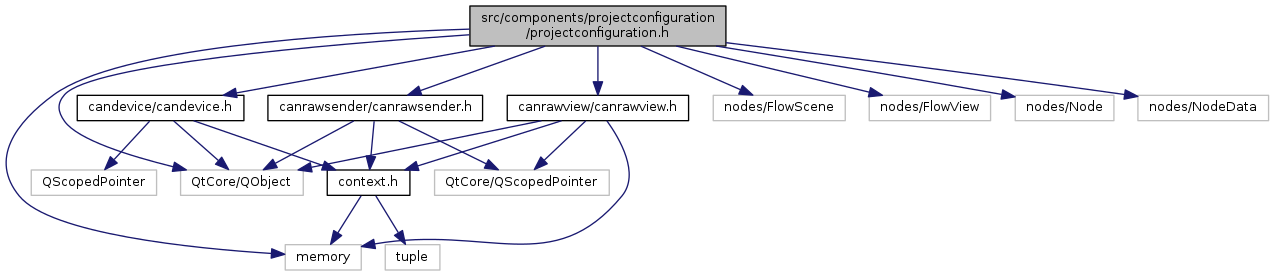 src/components/projectconfiguration
/projectconfiguration.h
candevice/candevice.h
canrawsender/canrawsender.h
canrawview/canrawview.h
nodes/FlowScene
nodes/FlowView
nodes/Node
nodes/NodeData
QScopedPointer
QtCore/QObject
context.h
QtCore/QScopedPointer
memory
tuple